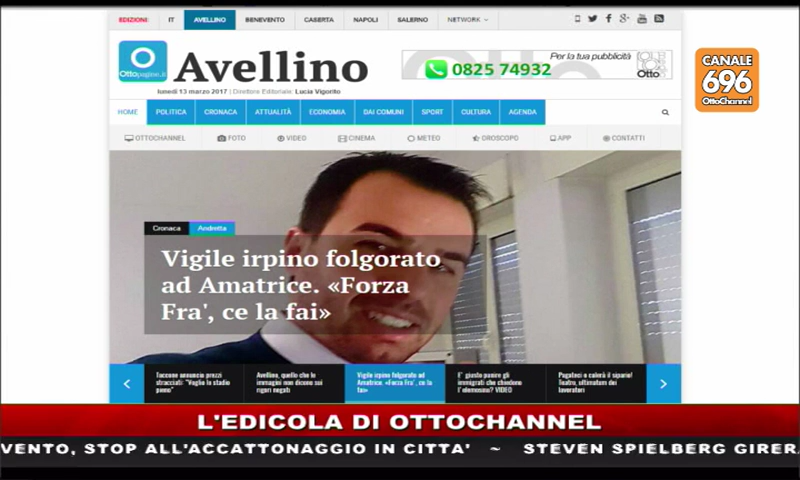 EDIZIONI: IT AVELLINO BENEVENTO CASERTA NAPOLI SALERNO NETWORK
Ottopagine.it
Avellino
lunedì 13 marzo 2017 | Direttore Editoriale: Luciano Vigorito
Per la tua pubblicità
0825 74932
Otto
CANALE
696
OttoChannel
HOME POLITICA CRONACA ATTUALITÀ ECONOMIA DAI COMUNI SPORT CULTURA AGENDA
OTTOCHANNEL FOTO VIDEO CINEMA METEO OROSCOPO APP CONTATTI
Cronaca Andretta
Vigile irpino folgorato
ad Amatrice. «Forza
Fra', ce la fai»
Taccone annuncia prezzi
stracciati: "Voglio lo stadio
pieno"
Avellino, quello che le
immagini non dicono sui
rigori negati
Vigile irpino folgorato ad
Amatrice. «Forza Fra', ce la
fai»
E' giusto punire gli
immigrati che chiedono
l'elemosina? VIDEO
Pagateci o calerà il sipario!
Teatro, ultimatum dei
lavoratori
L'EDICOLA DI OTTOCHANNEL
VENTO, STOP ALL'ACCATTONAGGIO IN CITTA' ~ STEVEN SPIELBERG GIRERA